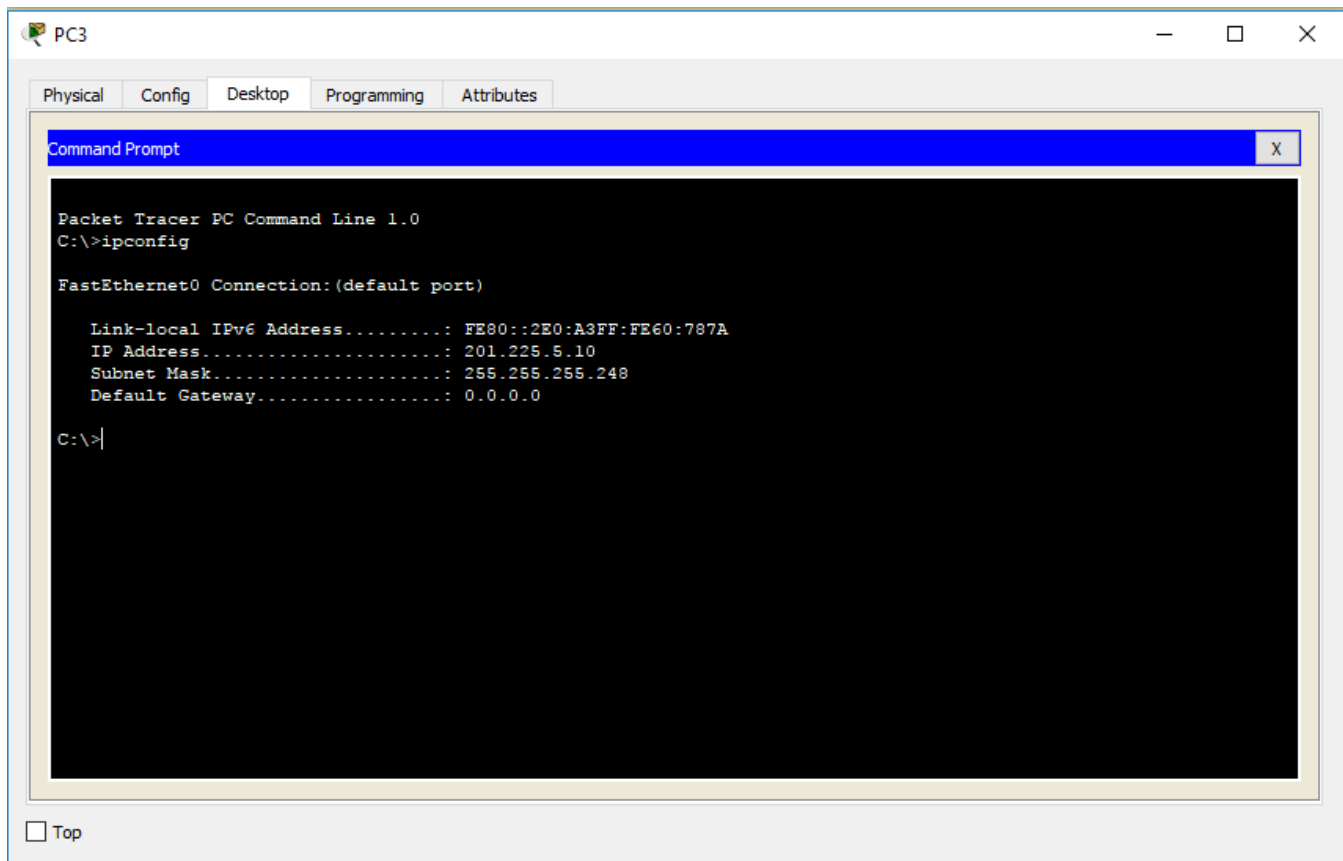 PC3
Physical Config Desktop Programming Attributes
Command Prompt X
Packet Tracer PC Command Line 1.0
C:\>ipconfig
FastEthernet0 Connection:(default port)
Link-local IPv6 Address.........: FE80::2E0:A3FF:FE60:787A
IP Address......................: 201.225.5.10
Subnet Mask.....................: 255.255.255.248
Default Gateway.................: 0.0.0.0
C:\>
Top